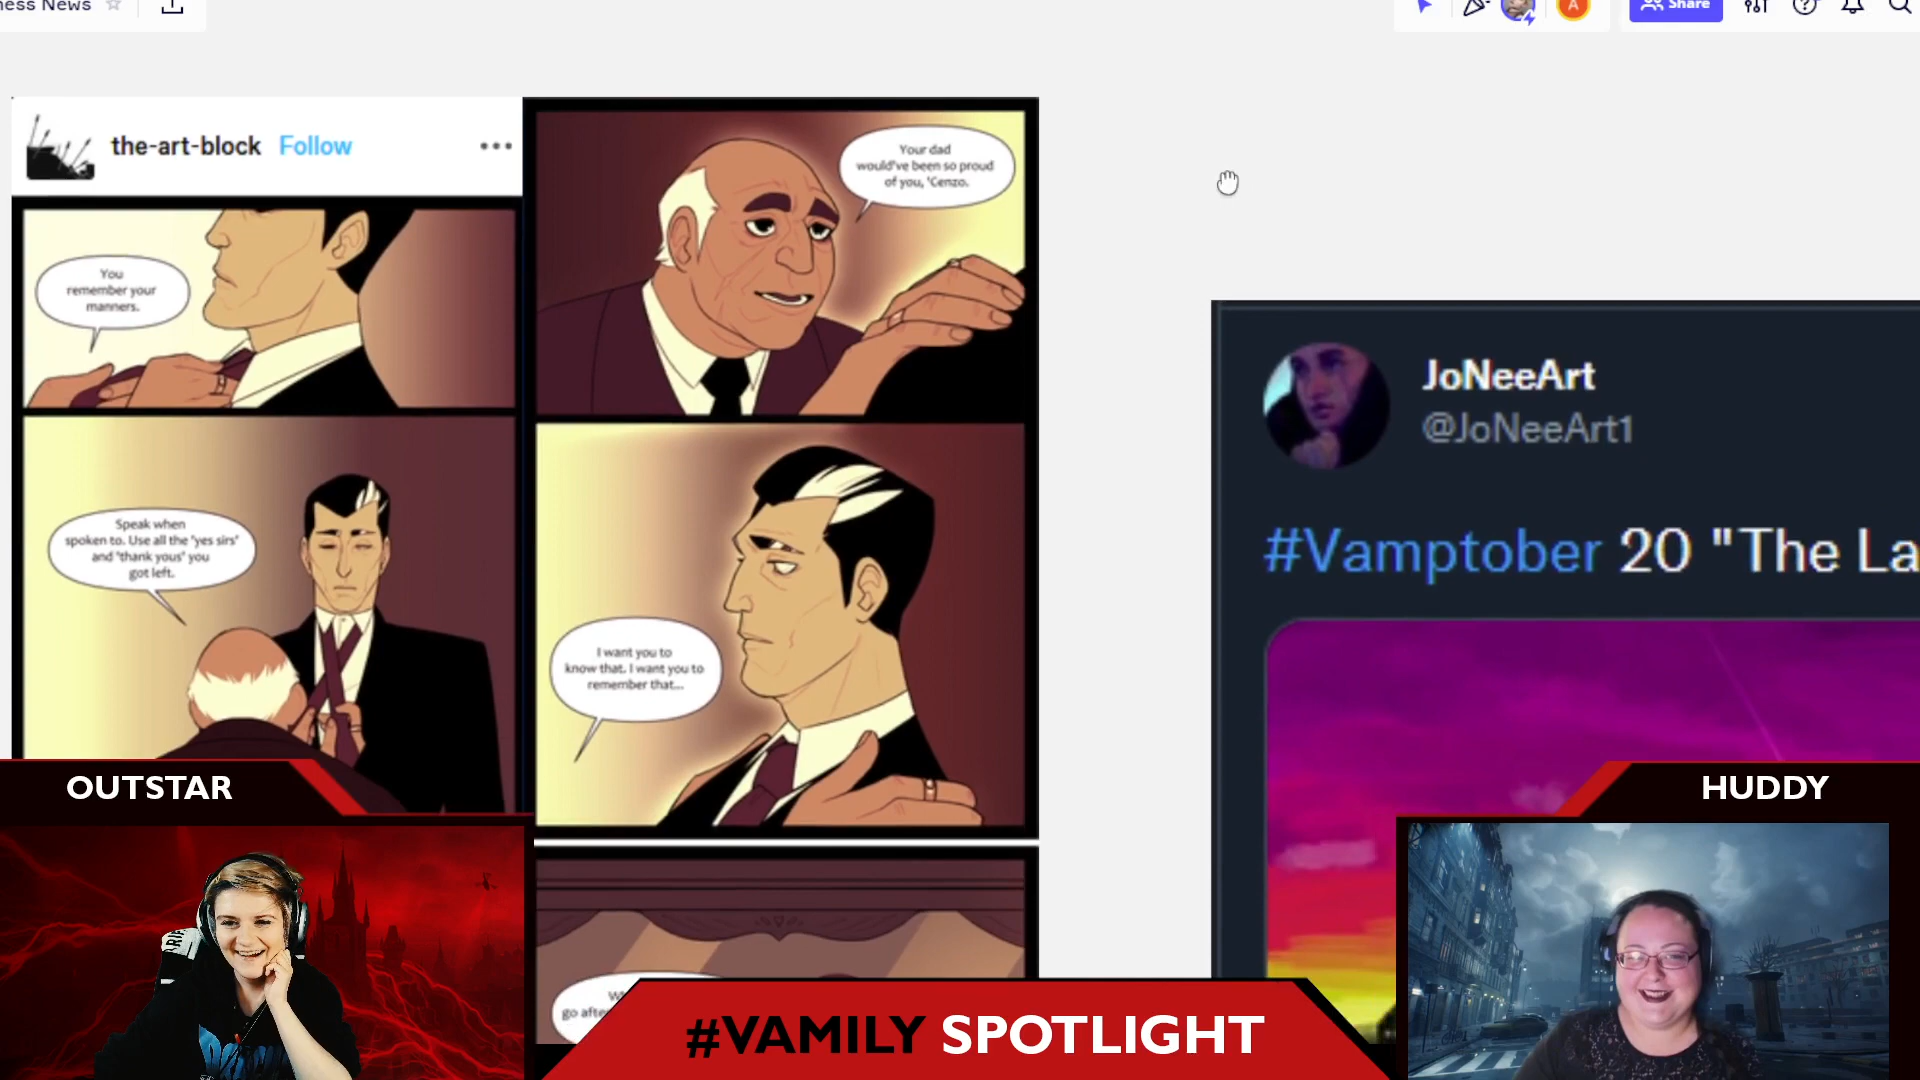 ness News
A
Share
the-art-block Follow
You
remember your
manners.
Speak when
spoken to. Use all the 'yes sirs'
and 'thank yous' you
got left.
Your dad
would've been so proud
of you, 'Cenzo.
I want you to
know that. I want you to
remember that...
go afte
JoNeeArt
@JoNeeArt1
#Vamptober 20 "The La
OUTSTAR
HUDDY
#VAMILY SPOTLIGHT